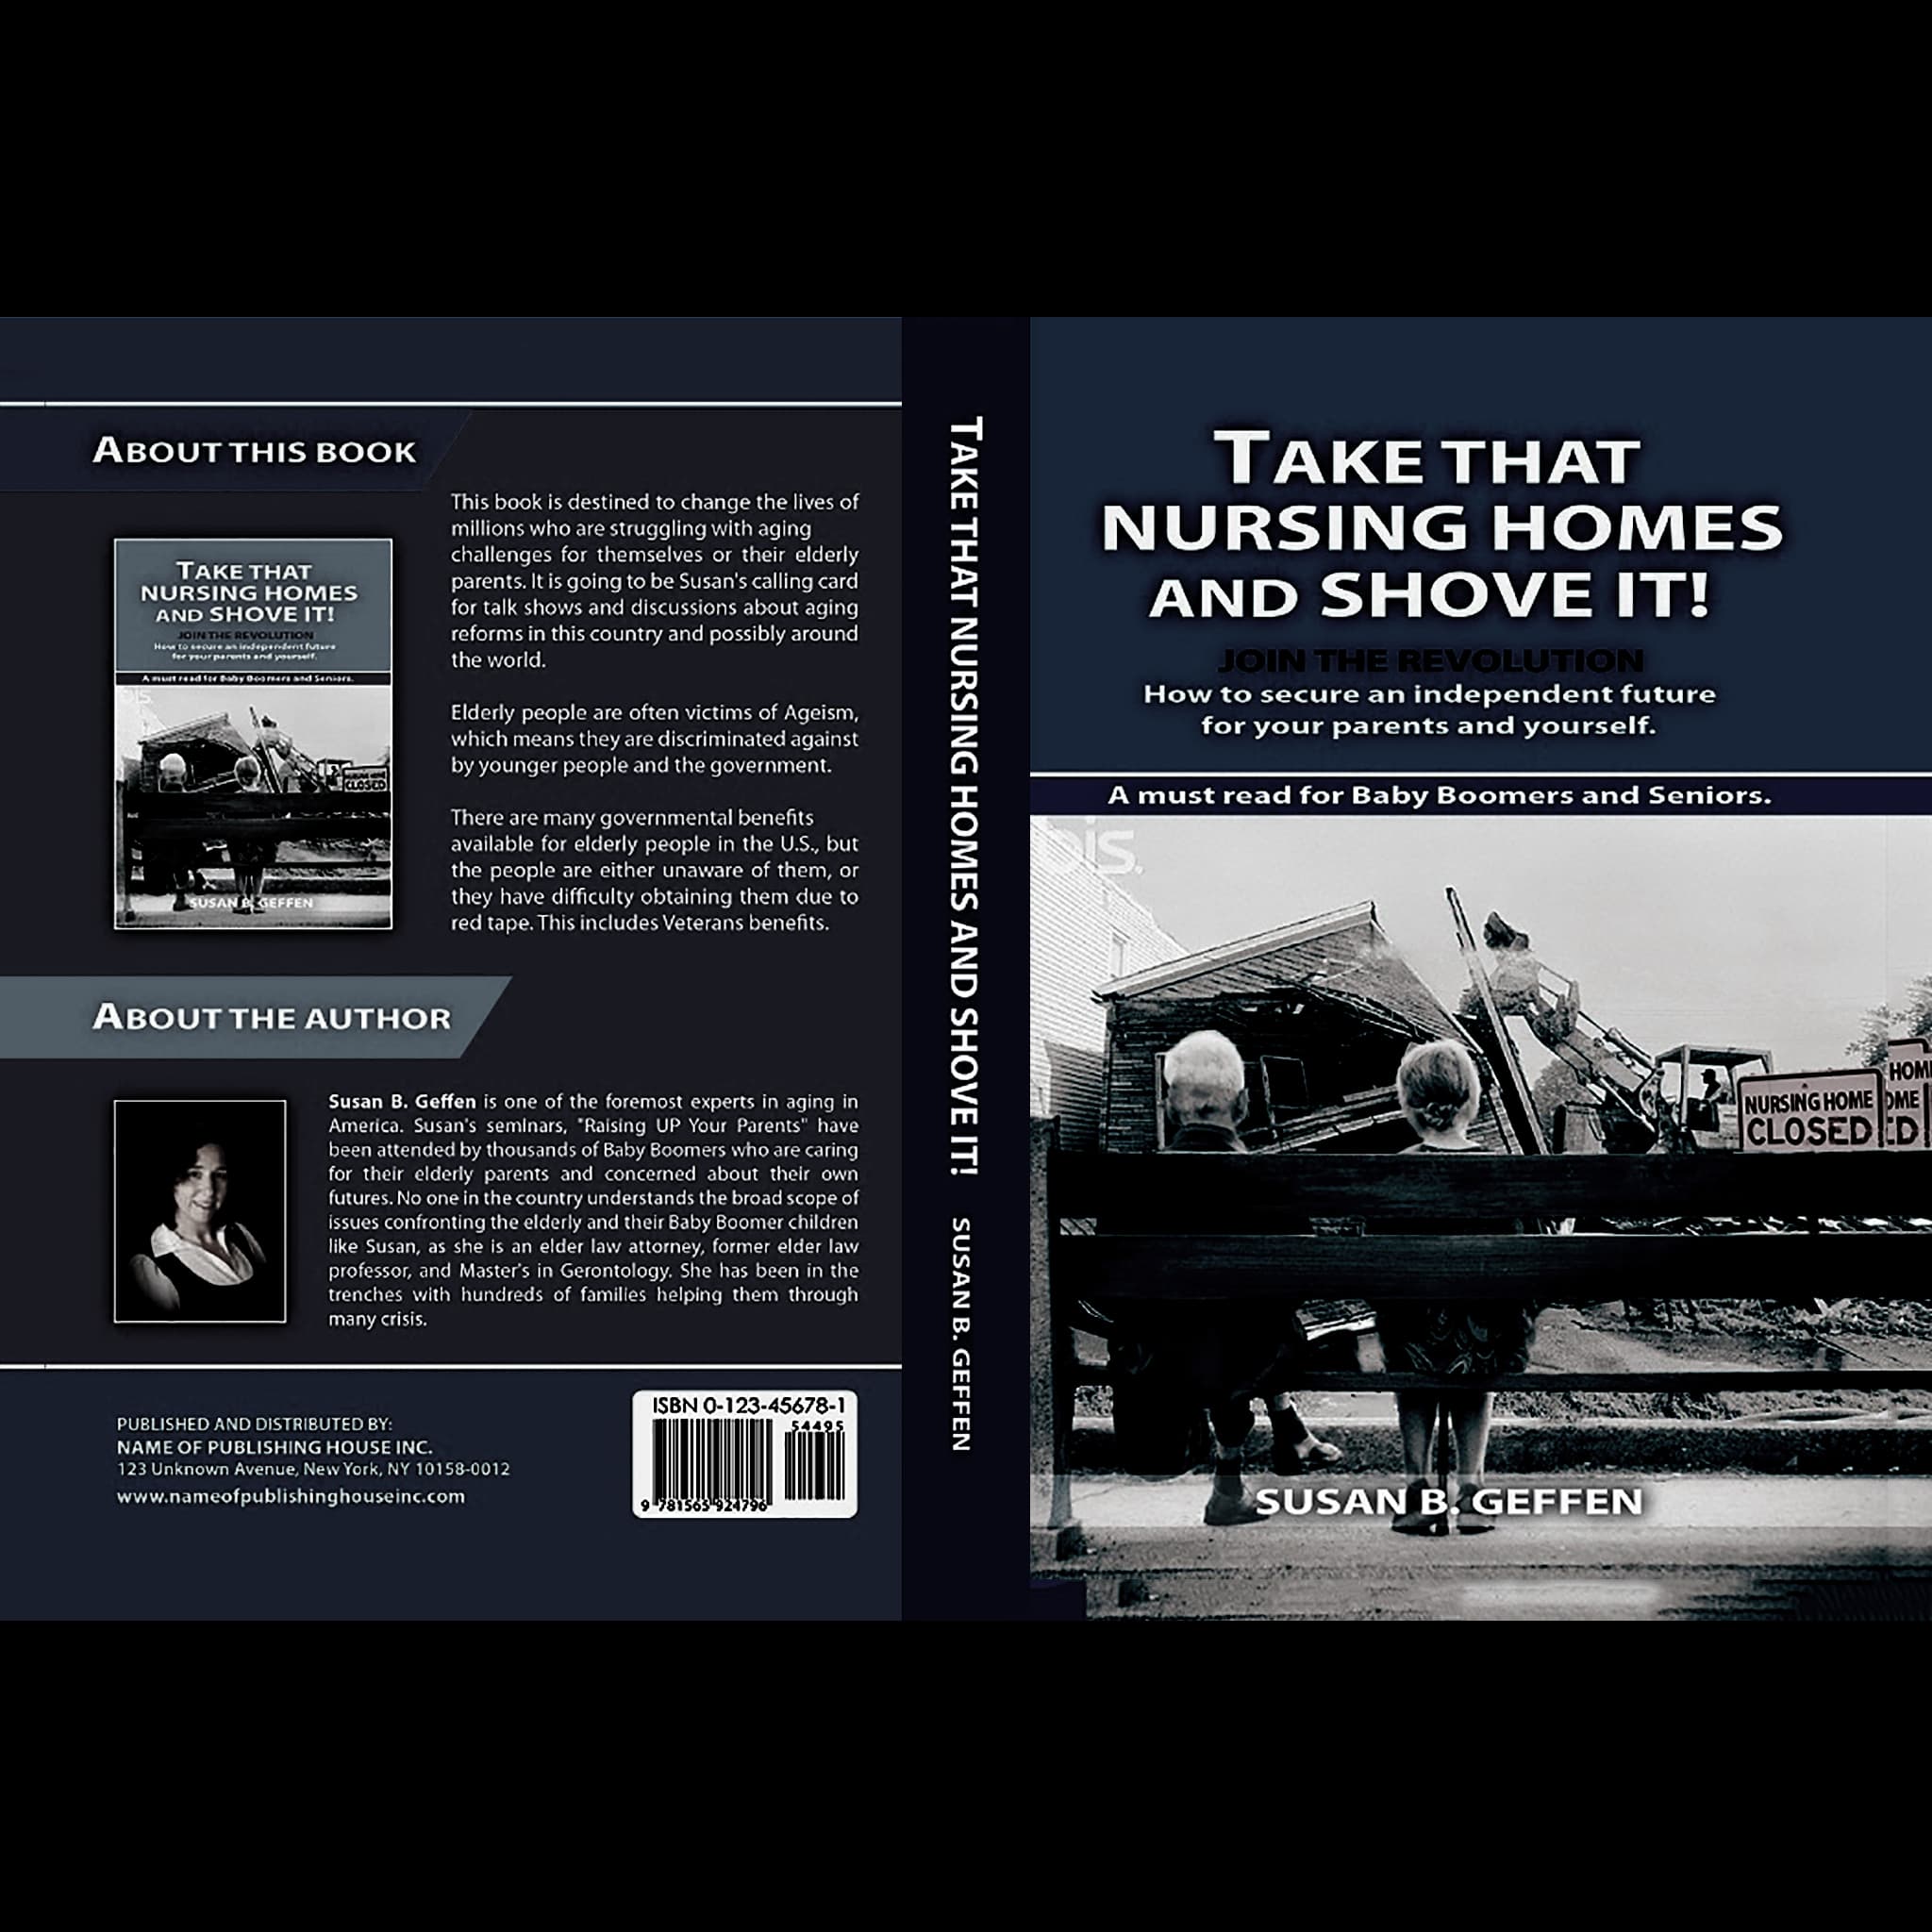 ABOUT THIS BOOK
TAKE THAT
NURSING HOMES
AND SHOVE IT!
JOIN THE REVOLUTION
How to secure an independent future
for your parents and yourself.
A must read for Baby Boomers and Seniors.
CLOSED
SUSAN B. GEFFEN
This book is destined to change the lives of
millions who are struggling with aging
challenges for themselves or their elderly
parents. It is going to be Susan's calling card
for talk shows and discussions about aging
reforms in this country and possibly around
the world.
Elderly people are often victims of Ageism,
which means they are discriminated against
by younger people and the government.
There are many governmental benefits
available for elderly people in the U.S., but
the people are either unaware of them, or
they have difficulty obtaining them due to
red tape. This includes Veterans benefits.
ABOUT THE AUTHOR
Susan B. Geffen is one of the foremost experts in aging in
America. Susan's seminars, "Raising UP Your Parents" have
been attended by thousands of Baby Boomers who are caring
for their elderly parents and concerned about their own
futures. No one in the country understands the broad scope of
issues confronting the elderly and their Baby Boomer children
like Susan, as she is an elder law attorney, former elder law
professor, and Master's in Gerontology. She has been in the
trenches with hundreds of families helping them through
many crisis.
PUBLISHED AND DISTRIBUTED BY:
NAME OF PUBLISHING HOUSE INC.
123 Unknown Avenue, New York, NY 10158-0012
www.nameofpublishinghouseinc.com
ISBN 0-123-45678-1
54495
9 781565 924796
TAKE THAT NURSING HOMES AND SHOVE IT! SUSAN B. GEFFEN
TAKE THAT
NURSING HOMES
AND SHOVE IT!
JOIN THE REVOLUTION
How to secure an independent future
for your parents and yourself.
A must read for Baby Boomers and Seniors.
NURSING HOME
CLOSED
SUSAN B. GEFFEN